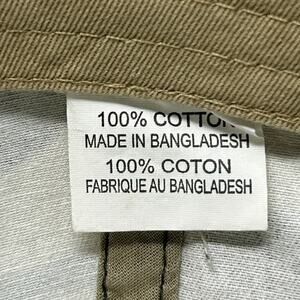 100% COTTON
MADE IN BANGLADESH
100% COTON
FABRIQUE AU BANGLADESH